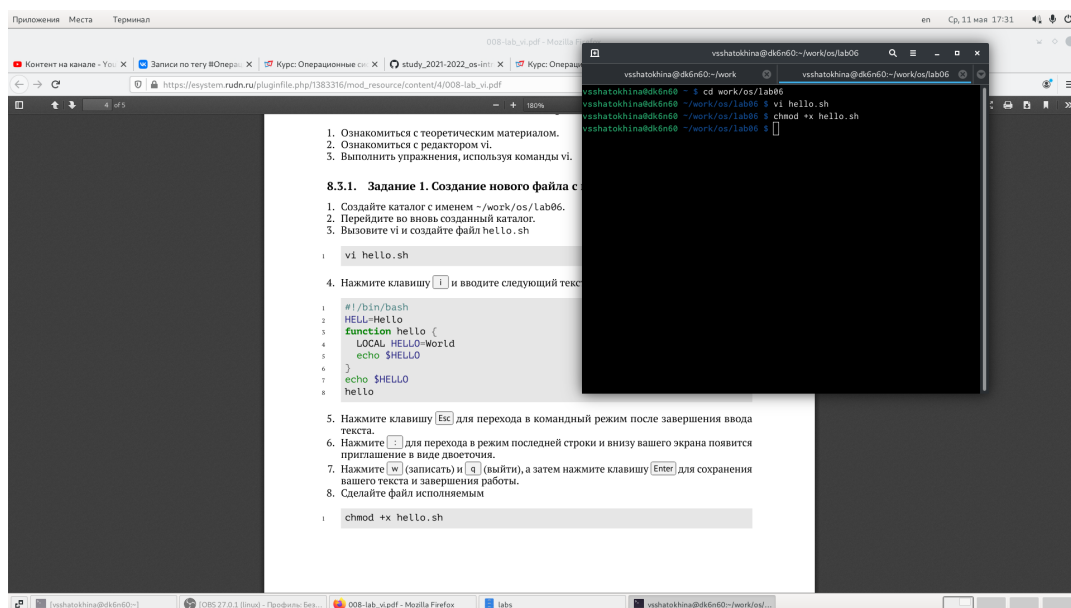 Приложения Места Терминал
en Ср, 11 мая 17:31
008-lab_vi.pdf - Mozilla
Контент на канале - You
Записи по тегу #Операц
Курс: Операционные си
study_2021-2022_os-intr
Курс: Операци
https://esystem.rudn.ru/pluginfile.php/1383316/mod_resource/content/4/008-lab_vi.pdf
4 of 5
180%
1. Ознакомиться с теоретическим материалом.
2. Ознакомиться с редактором vi.
3. Выполнить упражнения, используя команды vi.
8.3.1. Задание 1. Создание нового файла с
1. Создайте каталог с именем ~/work/os/lab06.
2. Перейдите во вновь созданный каталог.
3. Вызовите vi и создайте файл hello.sh
1 vi hello.sh
4. Нажмите клавишу i и вводите следующий текс
1 #!/bin/bash
2 HELL=Hello
3 function hello {
4 LOCAL HELLO=World
5 echo $HELLO
6 }
7 echo $HELLO
8 hello
5. Нажмите клавишу Esc для перехода в командный режим после завершения ввода
текста.
6. Нажмите : для перехода в режим последней строки и внизу вашего экрана появится
приглашение в виде двоеточия.
7. Нажмите w (записать) и q (выйти), а затем нажмите клавишу Enter для сохранения
вашего текста и завершения работы.
8. Сделайте файл исполняемым
1 chmod +x hello.sh
vsshatokhina@dk6n60:~/work/os/lab06
vsshatokhina@dk6n60:~/work
vsshatokhina@dk6n60:~/work/os/lab06
vsshatokhina@dk6n60 ~ $ cd work/os/lab06
vsshatokhina@dk6n60 ~/work/os/lab06 $ vi hello.sh
vsshatokhina@dk6n60 ~/work/os/lab06 $ chmod +x hello.sh
vsshatokhina@dk6n60 ~/work/os/lab06 $
[vsshatokhina@dk6n60:~]
[OBS 27.0.1 (linux) - Профиль: Без...
008-lab_vi.pdf - Mozilla Firefox
labs
vsshatokhina@dk6n60:~/work/os/...